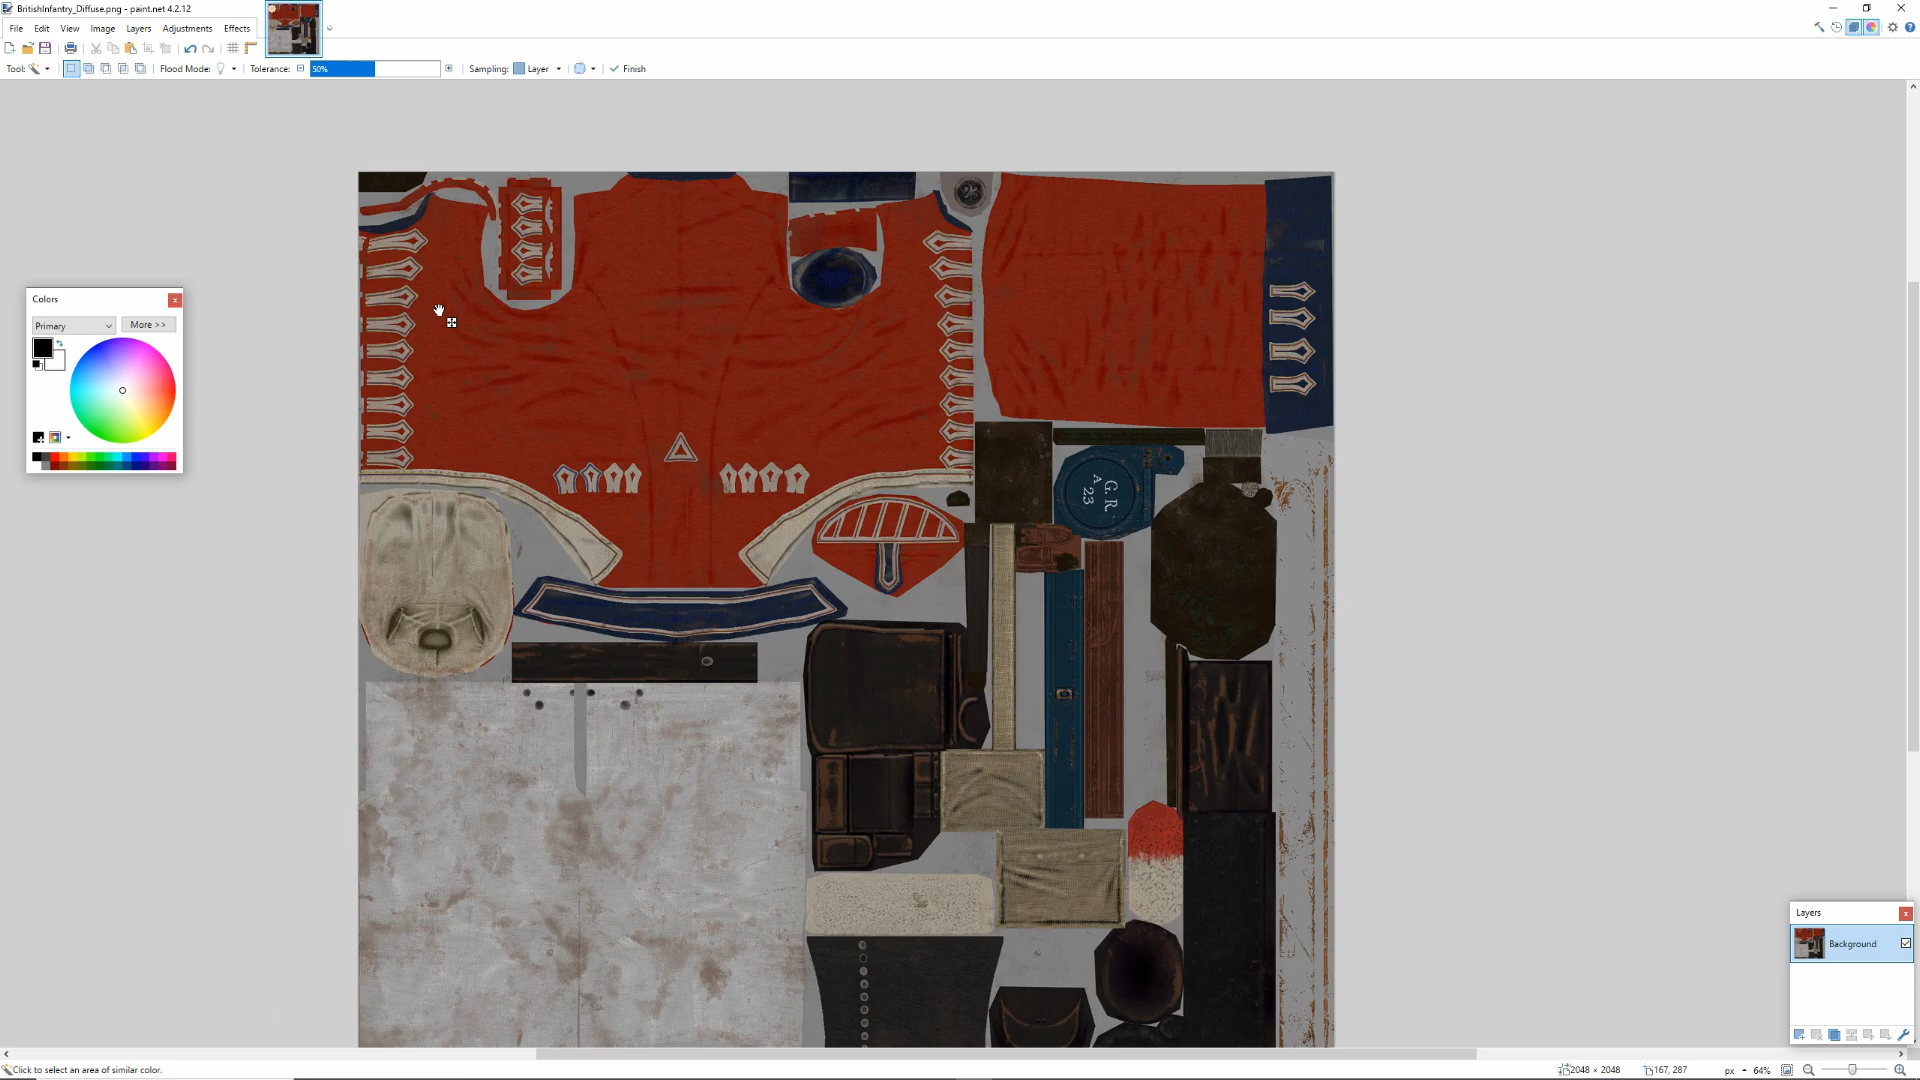 BritishInfantry_Diffuse.png - paint.net 4.2.12
File Edit View Image Layers Adjustments Effects
Tool: Flood Mode: Tolerance: 50% Sampling: Layer Finish
Colors
Primary
More >>
G. R.
A
23
Layers
Background
Click to select an area of similar color.
2048 × 2048
167, 287
px
64%